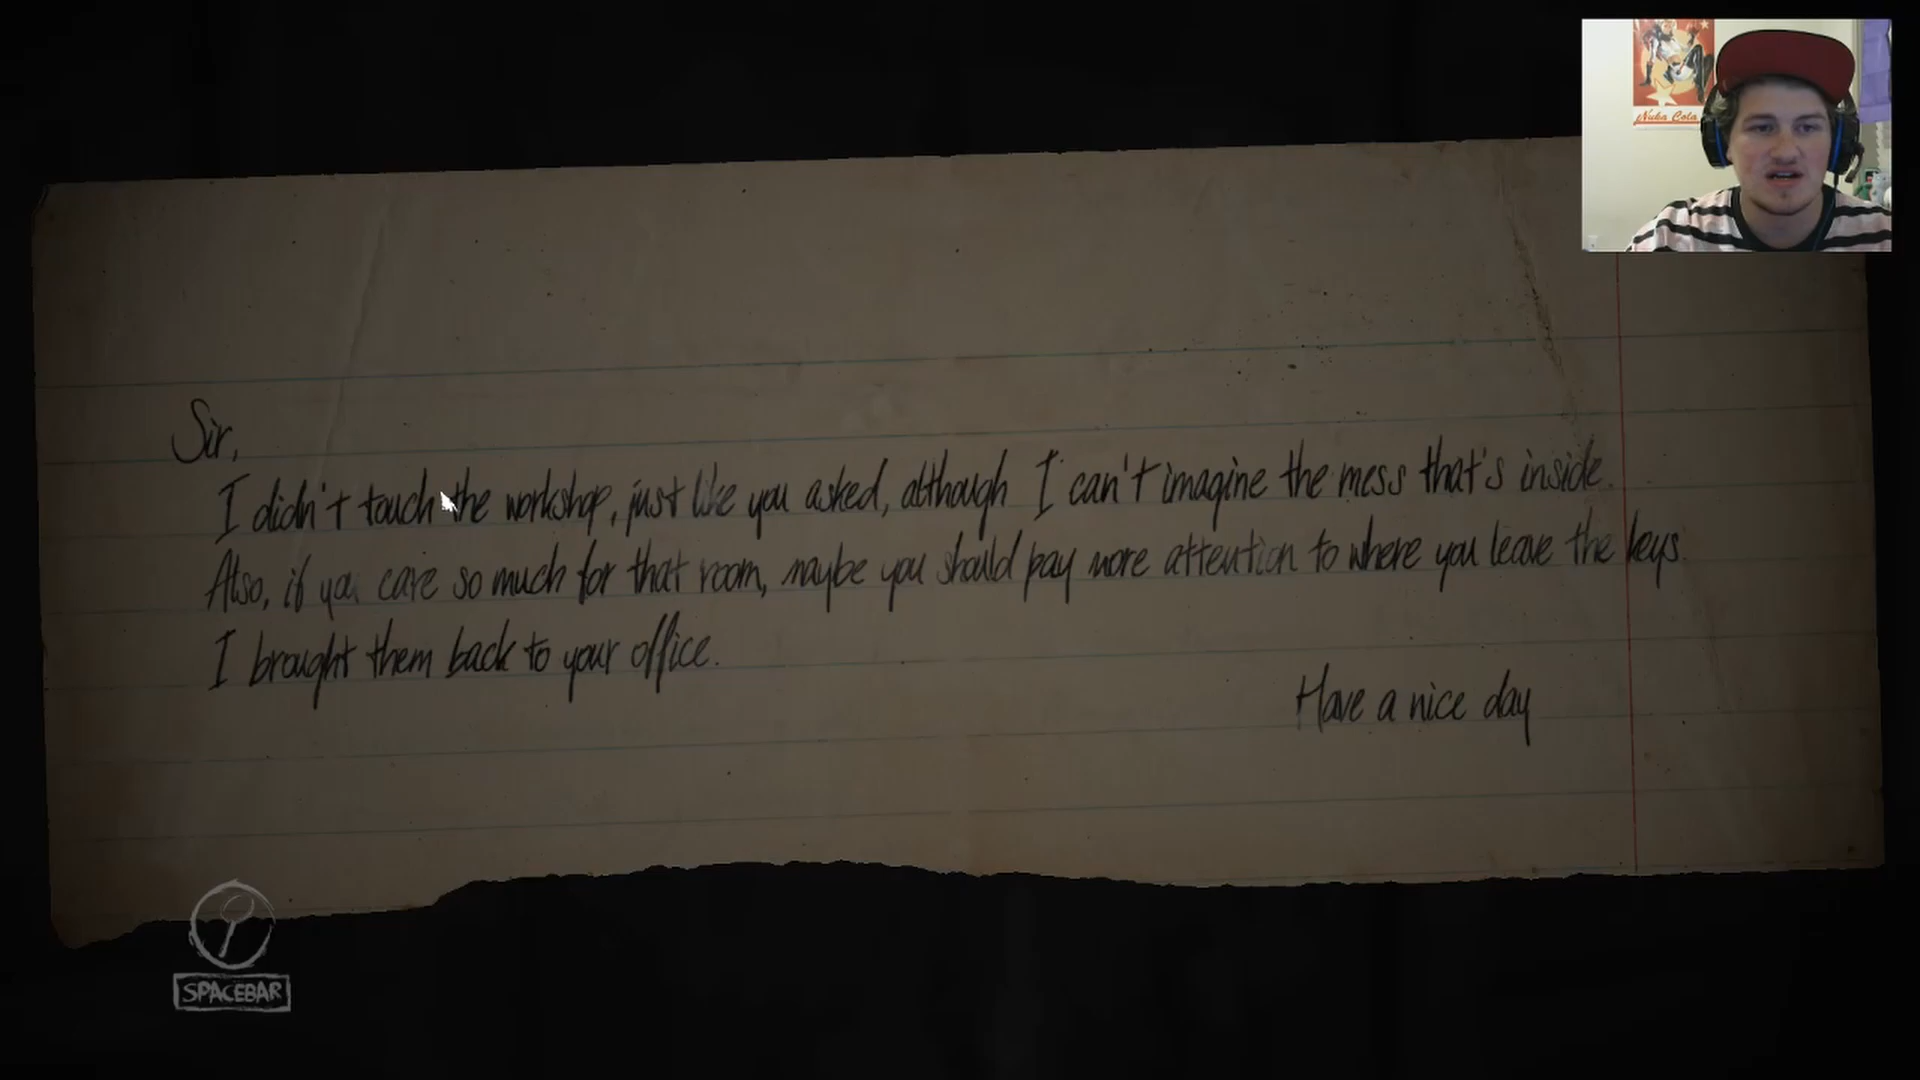 Nuka Cola
Sir,
I didn't touch the workshop, just like you asked, although I can't imagine the mess that's inside.
Also, if you care so much for that room, maybe you should pay more attention to where you leave the keys.
I brought them back to your office.
Have a nice day
SPACEBAR